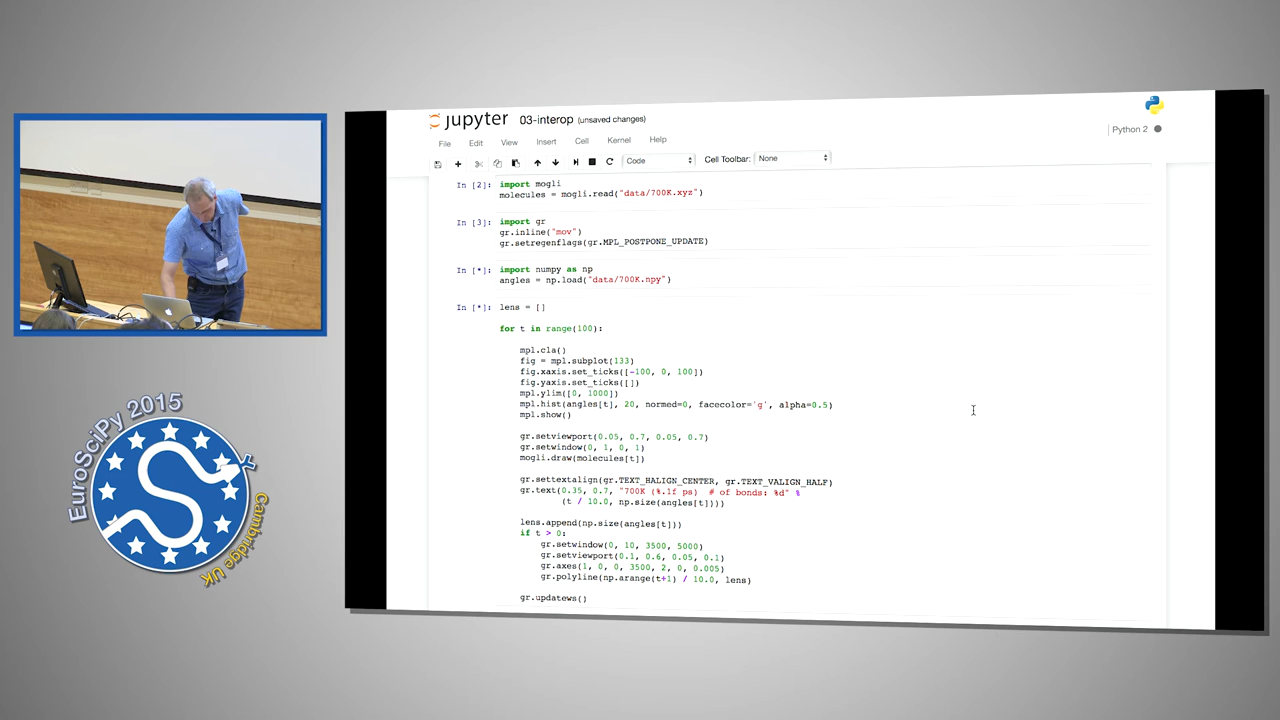 EuroSciPy 2015
Cambridge UK
jupyter 03-interop (unsaved changes)
File Edit View Insert Cell Kernel Help
Python 2
Code
Cell Toolbar: None
In [2]: import mogli
molecules = mogli.read("data/700K.xyz")
In [3]: import gr
gr.inline("mov")
gr.setregenflags(gr.MPL_POSTPONE_UPDATE)
In [*]: import numpy as np
angles = np.load("data/700K.npy")
In [*]: lens = []
for t in range(100):
mpl.cla()
fig = mpl.subplot(133)
fig.xaxis.set_ticks([-100, 0, 100])
fig.yaxis.set_ticks([])
mpl.ylim([0, 1000])
mpl.hist(angles[t], 20, normed=0, facecolor='g', alpha=0.5)
mpl.show()
gr.setviewport(0.05, 0.7, 0.05, 0.7)
gr.setwindow(0, 1, 0, 1)
mogli.draw(molecules[t])
gr.settextalign(gr.TEXT_HALIGN_CENTER, gr.TEXT_VALIGN_HALF)
gr.text(0.35, 0.7, "700K (%.1f ps)  # of bonds: %d" %
(t / 10.0, np.size(angles[t])))
lens.append(np.size(angles[t]))
if t > 0:
gr.setwindow(0, 10, 3500, 5000)
gr.setviewport(0.1, 0.6, 0.05, 0.1)
gr.axes(1, 0, 0, 3500, 2, 0, 0.005)
gr.polyline(np.arange(t+1) / 10.0, lens)
gr.updatews()